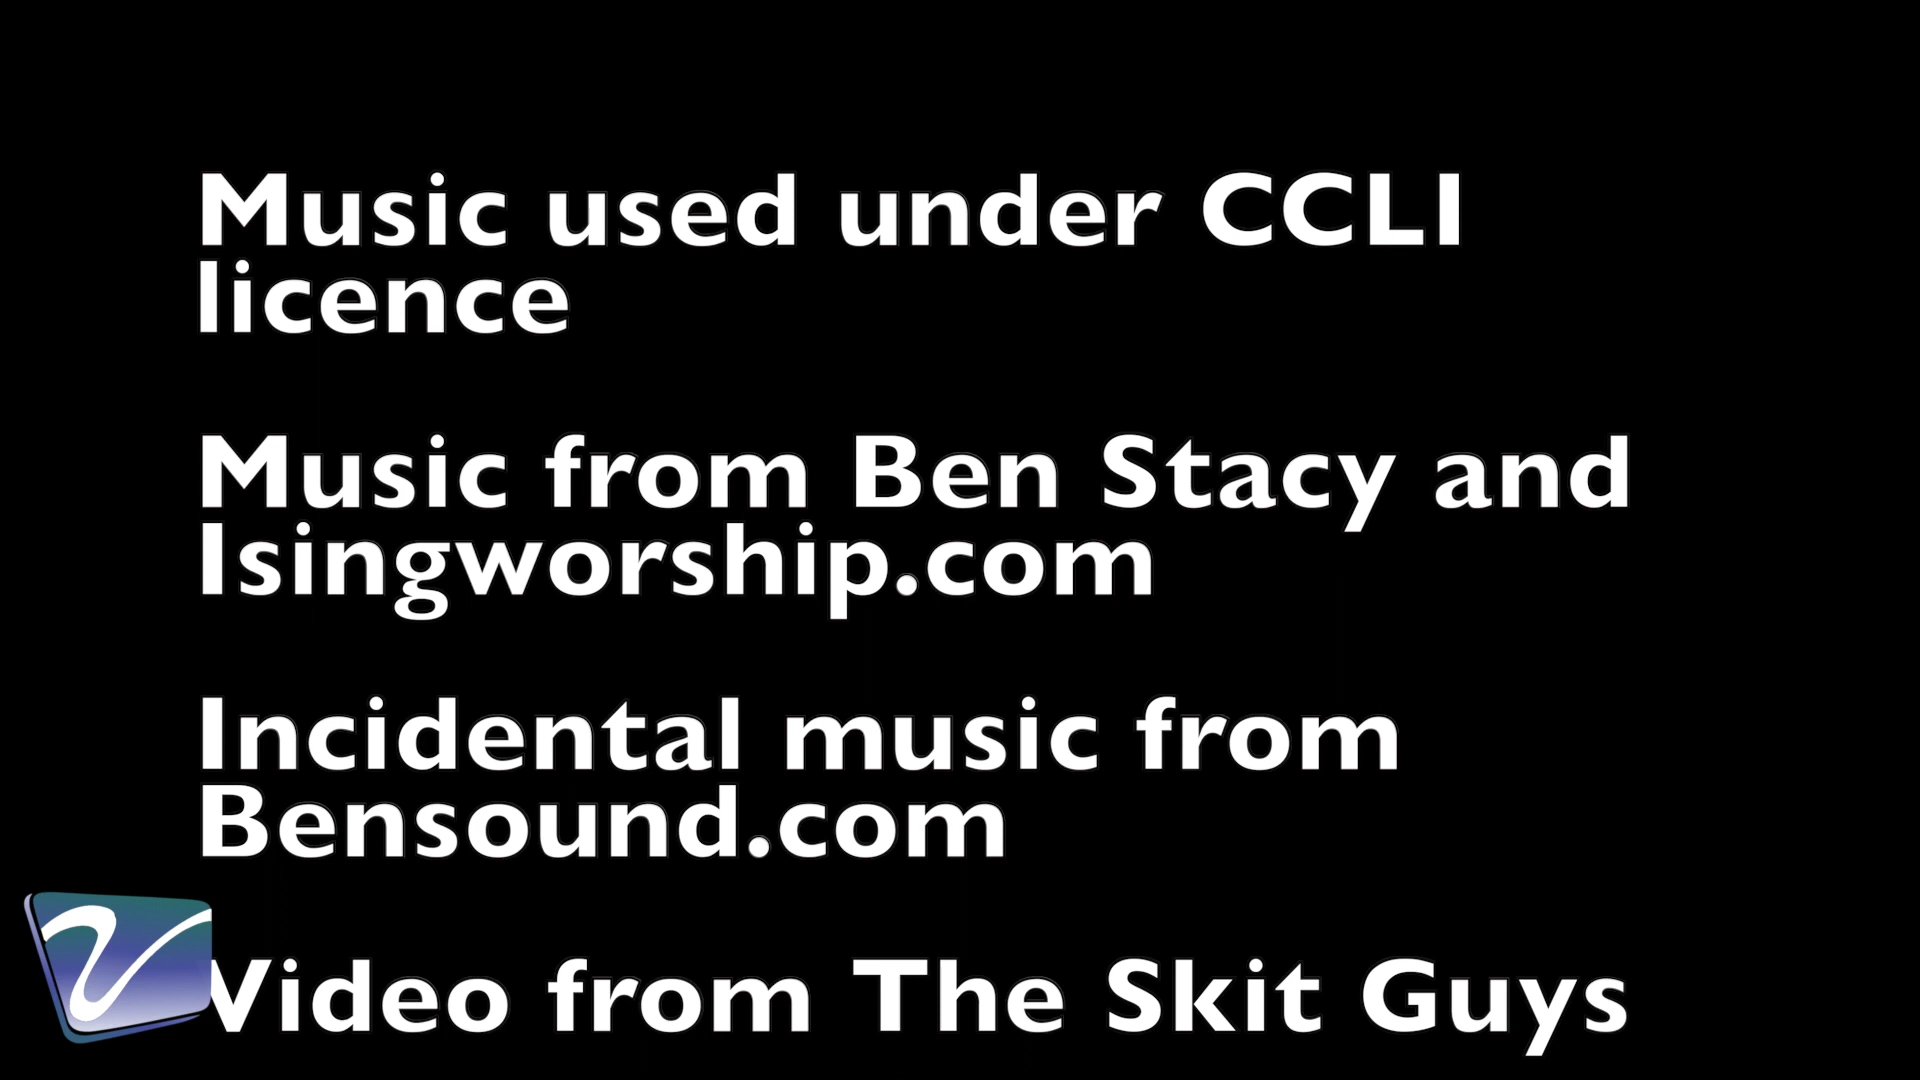 Music used under CCLI
licence
Music from Ben Stacy and
Isingworship.com
Incidental music from
Bensound.com
Video from The Skit Guys